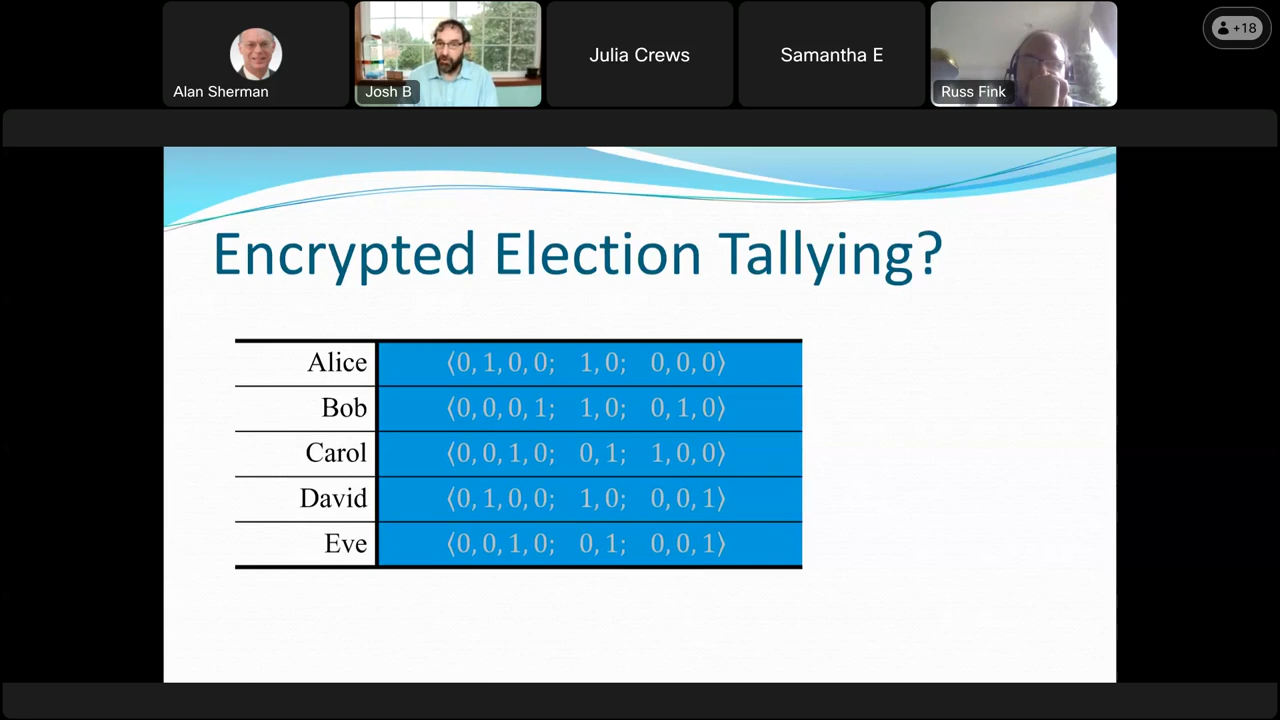 Alan Sherman
Josh B
Julia Crews
Samantha E
Russ Fink
+18
Encrypted Election Tallying?
Alice ⟨0, 1, 0, 0; 1, 0; 0, 0, 0⟩
Bob ⟨0, 0, 0, 1; 1, 0; 0, 1, 0⟩
Carol ⟨0, 0, 1, 0; 0, 1; 1, 0, 0⟩
David ⟨0, 1, 0, 0; 1, 0; 0, 0, 1⟩
Eve ⟨0, 0, 1, 0; 0, 1; 0, 0, 1⟩